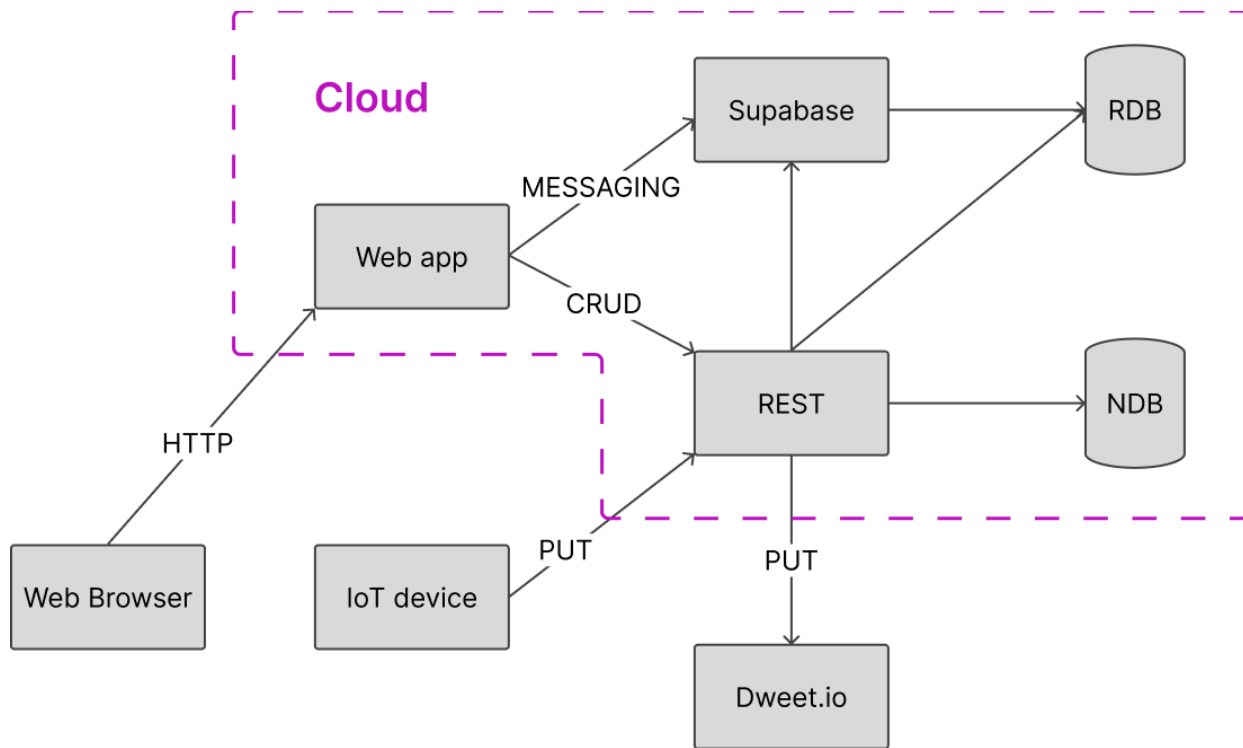 Cloud
Supabase
RDB
MESSAGING
Web app
CRUD
REST
NDB
HTTP
PUT
PUT
Web Browser
IoT device
Dweet.io